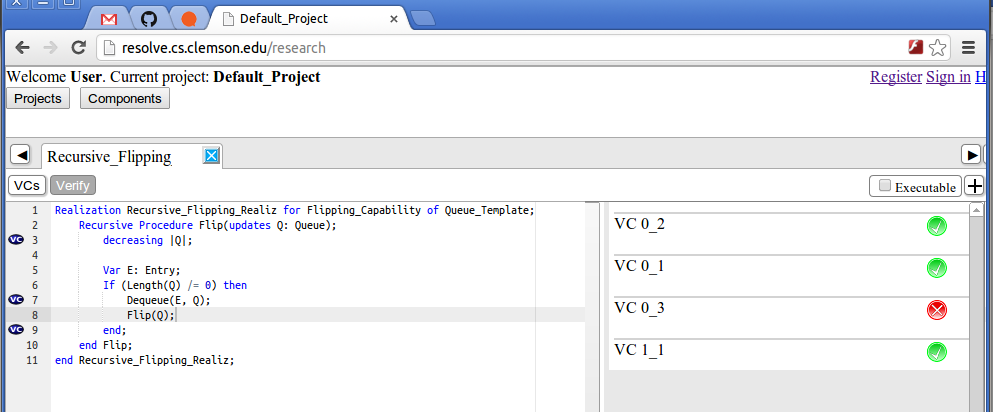 Default_Project
resolve.cs.clemson.edu/research
Welcome User. Current project: Default_Project
Register Sign in H
Projects Components
Recursive_Flipping
VCs Verify
Executable
1 Realization Recursive_Flipping_Realiz for Flipping_Capability of Queue_Template;
2 Recursive Procedure Flip(updates Q: Queue);
VC 3 decreasing |Q|;
4
5 Var E: Entry;
6 If (Length(Q) /= 0) then
VC 7 Dequeue(E, Q);
8 Flip(Q);
VC 9 end;
10 end Flip;
11 end Recursive_Flipping_Realiz;
VC 0_2
VC 0_1
VC 0_3
VC 1_1